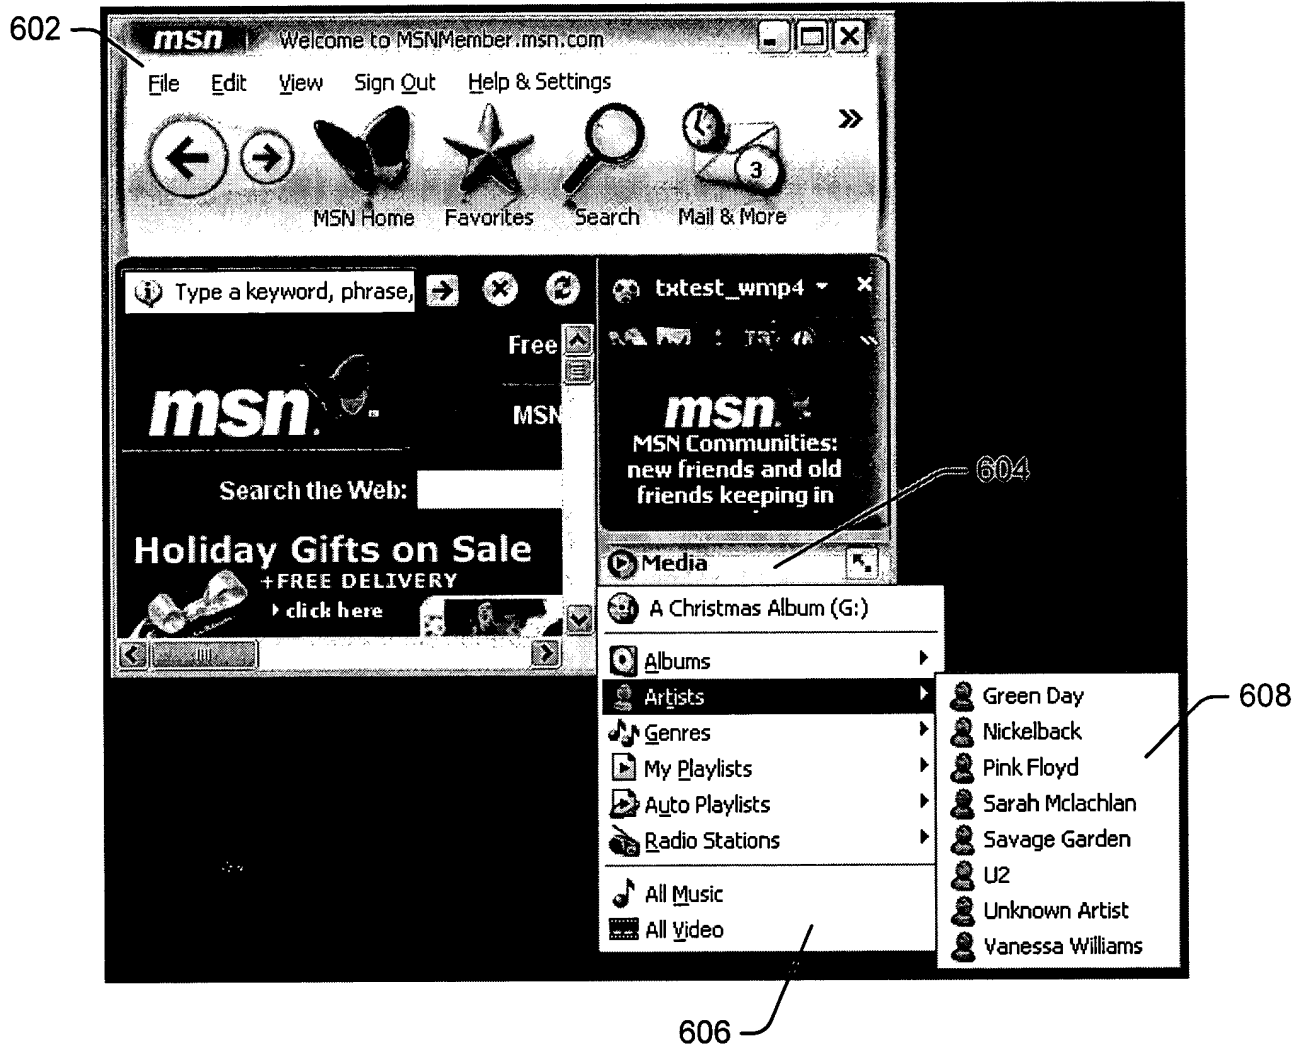 602
msn Welcome to MSNMember.msn.com
File Edit View Sign Out Help & Settings
3
MSN Home Favorites Search Mail & More
Type a keyword, phrase,
Free
msn.
MSN
Search the Web:
Holiday Gifts on Sale
+FREE DELIVERY
click here
txtest_wmp4
msn.
MSN Communities:
new friends and old
friends keeping in
604
Media
A Christmas Album (G:)
Albums
Artists
Genres
My Playlists
Auto Playlists
Radio Stations
All Music
All Video
Green Day
Nickelback
Pink Floyd
Sarah Mclachlan
Savage Garden
U2
Unknown Artist
Vanessa Williams
608
606